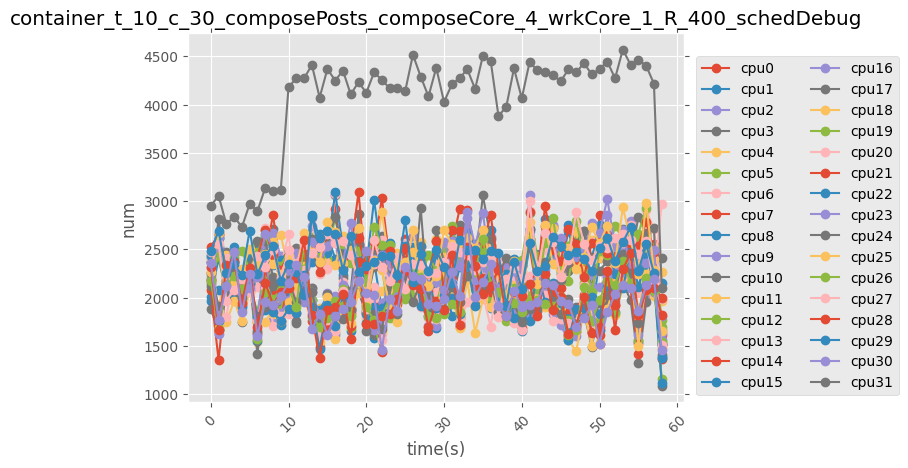 container_t_10_c_30_composePosts_composeCore_4_wrkCore_1_R_400_schedDebug
4500
4000
3500
3000
2500
2000
1500
1000
num
0
10
20
30
40
50
60
time(s)
cpu0
cpu1
cpu2
cpu3
cpu4
cpu5
cpu6
cpu7
cpu8
cpu9
cpu10
cpu11
cpu12
cpu13
cpu14
cpu15
cpu16
cpu17
cpu18
cpu19
cpu20
cpu21
cpu22
cpu23
cpu24
cpu25
cpu26
cpu27
cpu28
cpu29
cpu30
cpu31